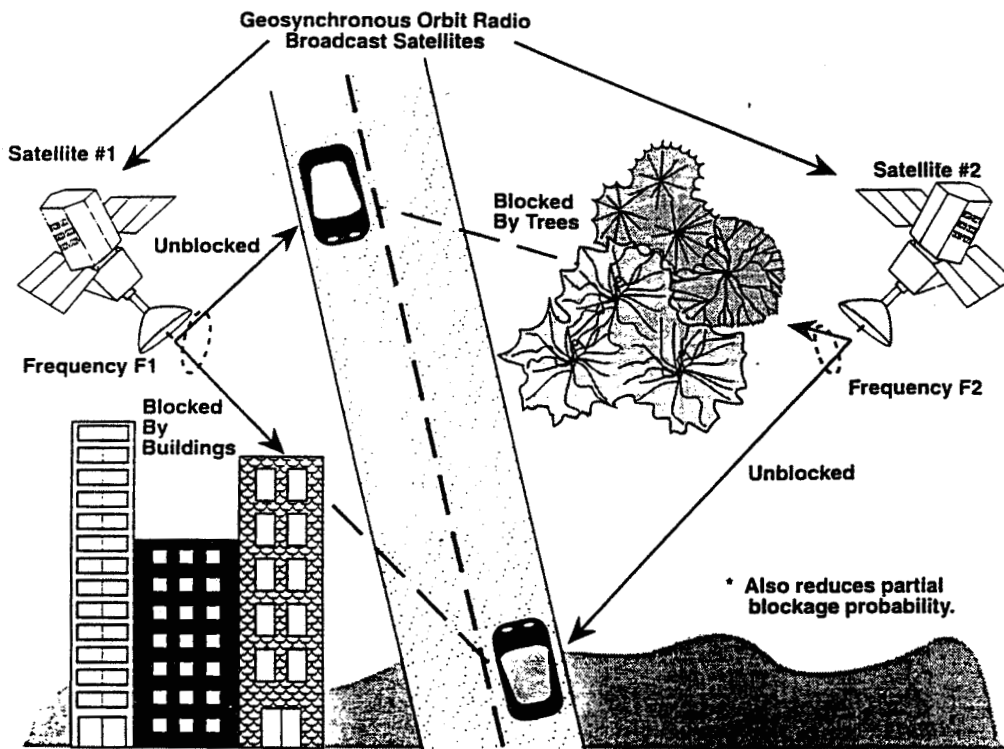 Geosynchronous Orbit Radio
Broadcast Satellites
Satellite #1
Satellite #2
Blocked
By Trees
Unblocked
Frequency F1
Frequency F2
Blocked
By
Buildings
Unblocked
* Also reduces partial
blockage probability.